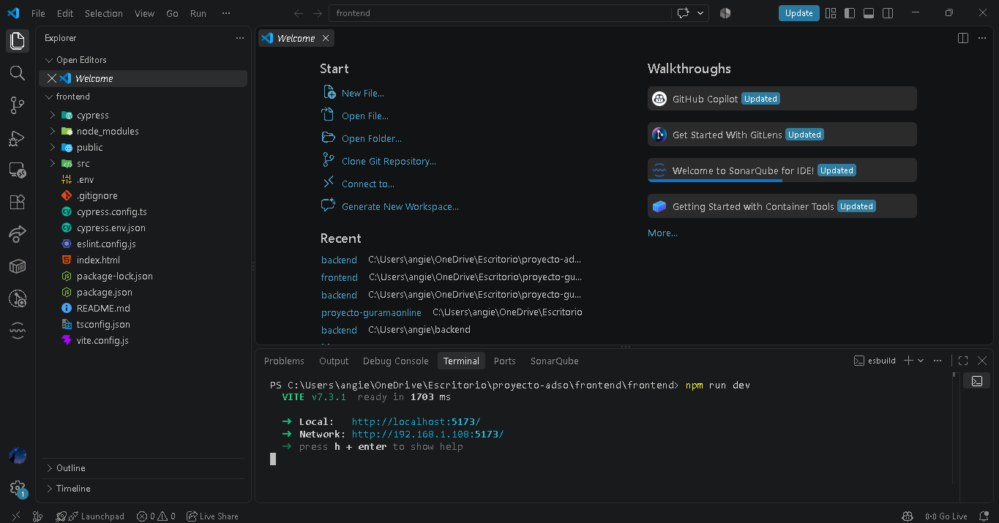 File Edit Selection View Go Run ··· frontend Update
Explorer ···
Open Editors
Welcome
frontend
cypress
node_modules
public
src
.env
.gitignore
cypress.config.ts
cypress.env.json
eslint.config.js
index.html
package-lock.json
package.json
README.md
tsconfig.json
vite.config.js
Outline
Timeline
Welcome
Start
New File...
Open File...
Open Folder...
Clone Git Repository...
Connect to...
Generate New Workspace...
Recent
backend C:\Users\angie\OneDrive\Escritorio\proyecto-ad...
frontend C:\Users\angie\OneDrive\Escritorio\proyecto-gu...
backend C:\Users\angie\OneDrive\Escritorio\proyecto-gu...
proyecto-guramaonline C:\Users\angie\OneDrive\Escritorio
backend C:\Users\angie\backend
Walkthroughs
GitHub Copilot Updated
Get Started With GitLens Updated
Welcome to SonarQube for IDE! Updated
Getting Started with Container Tools Updated
More...
Problems Output Debug Console Terminal Ports SonarQube esbuild
PS C:\Users\angie\OneDrive\Escritorio\proyecto-adso\frontend\frontend> npm run dev
VITE v7.3.1 ready in 1703 ms
➜ Local: http://localhost:5173/
➜ Network: http://192.168.1.108:5173/
➜ press h + enter to show help
1
Launchpad 0 0 Live Share Go Live